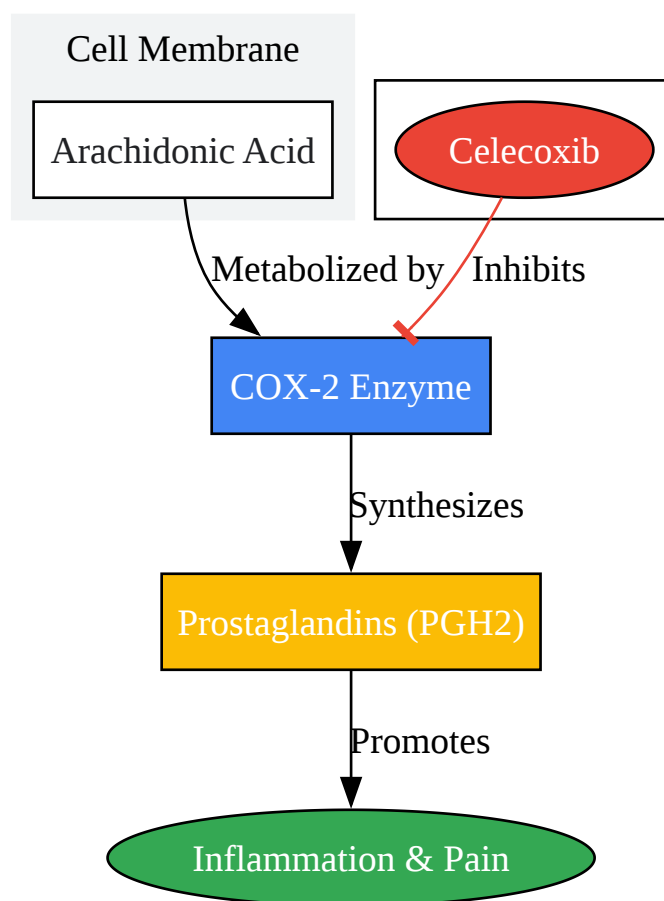 Cell Membrane
Arachidonic Acid
Celecoxib
Metabolized by
Inhibits
COX-2 Enzyme
Synthesizes
Prostaglandins (PGH2)
Promotes
Inflammation & Pain